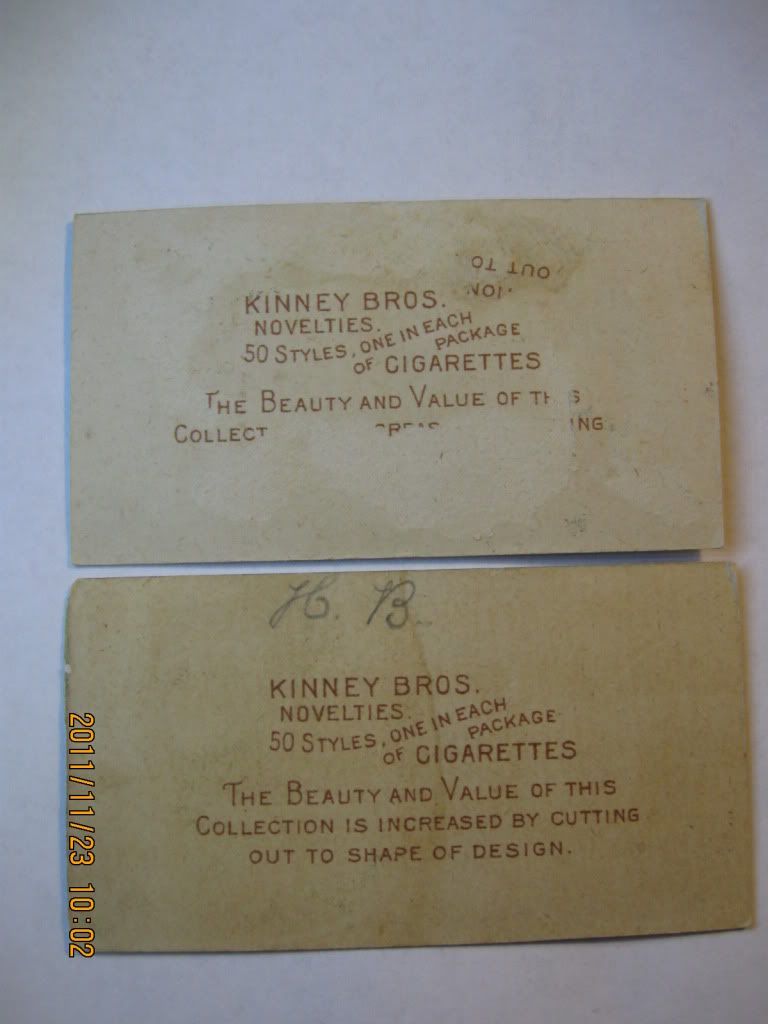 OUT TO
ION
KINNEY BROS.
NOVELTIES.
50 STYLES, ONE IN EACH
PACKAGE
OF CIGARETTES
THE BEAUTY AND VALUE OF
COLLECT
ING
H. B.
KINNEY BROS.
NOVELTIES.
50 STYLES, ONE IN EACH
PACKAGE
OF CIGARETTES
THE BEAUTY AND VALUE OF THIS
COLLECTION IS INCREASED BY CUTTING
OUT TO SHAPE OF DESIGN.
2011/11/23 10:02